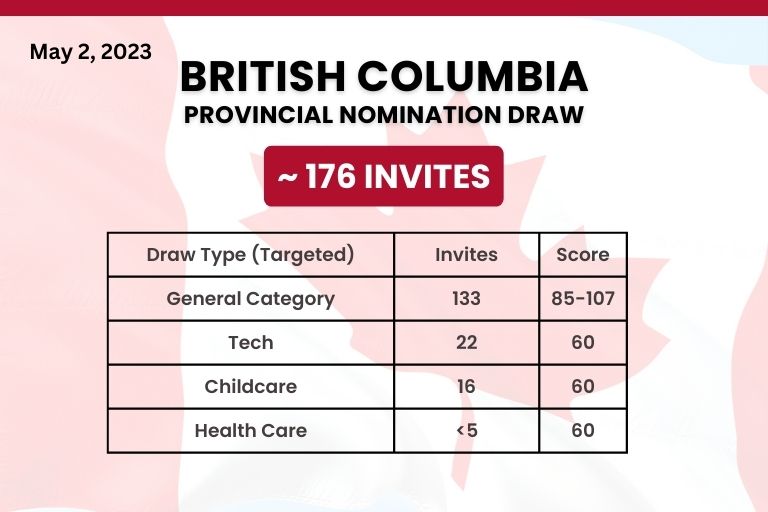 May 2, 2023
BRITISH COLUMBIA
PROVINCIAL NOMINATION DRAW
~ 176 INVITES
Draw Type (Targeted) Invites Score
General Category 133 85-107
Tech 22 60
Childcare 16 60
Health Care <5 60